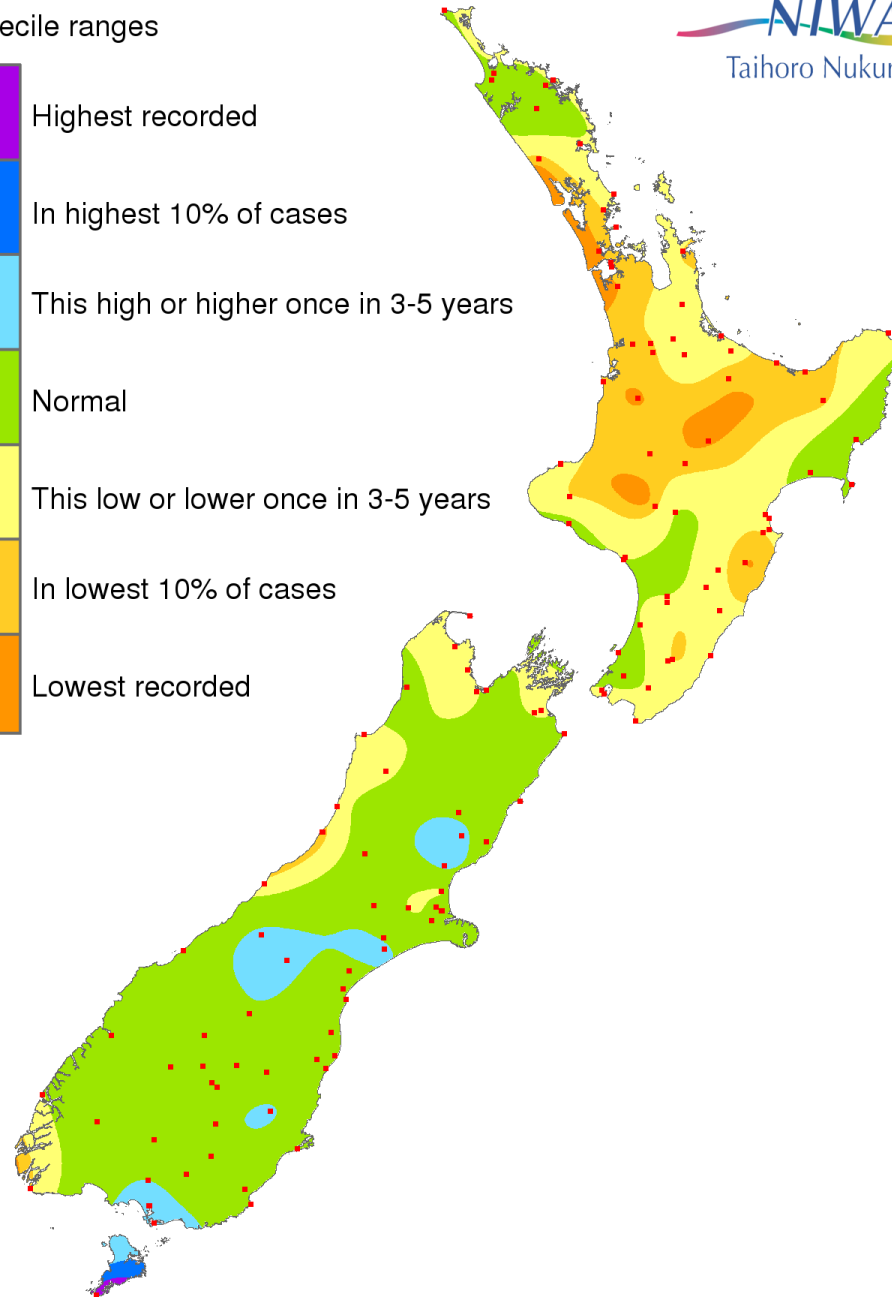 ecile ranges
NIWA
Taihoro Nukur
Highest recorded
In highest 10% of cases
This high or higher once in 3-5 years
Normal
This low or lower once in 3-5 years
In lowest 10% of cases
Lowest recorded